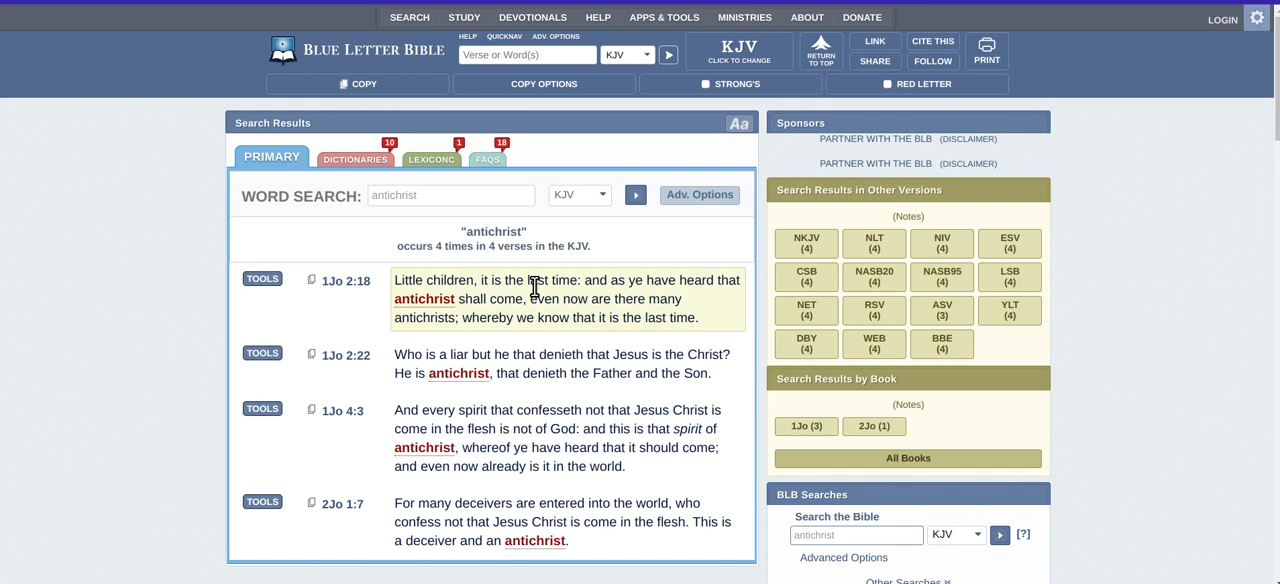 SEARCH STUDY DEVOTIONALS HELP APPS & TOOLS MINISTRIES ABOUT DONATE
LOGIN
BLUE LETTER BIBLE
HELP QUICKNAV ADV. OPTIONS
Verse or Word(s) KJV
KJV
CLICK TO CHANGE
RETURN
TO TOP
LINK CITE THIS
SHARE FOLLOW
PRINT
COPY COPY OPTIONS STRONG'S RED LETTER
Search Results
Aa
PRIMARY
DICTIONARIES 10
LEXICONC 1
FAQS 18
WORD SEARCH: antichrist KJV Adv. Options
"antichrist"
occurs 4 times in 4 verses in the KJV.
TOOLS 1Jo 2:18
Little children, it is the last time: and as ye have heard that
antichrist shall come, even now are there many
antichrists; whereby we know that it is the last time.
TOOLS 1Jo 2:22
Who is a liar but he that denieth that Jesus is the Christ?
He is antichrist, that denieth the Father and the Son.
TOOLS 1Jo 4:3
And every spirit that confesseth not that Jesus Christ is
come in the flesh is not of God: and this is that spirit of
antichrist, whereof ye have heard that it should come;
and even now already is it in the world.
TOOLS 2Jo 1:7
For many deceivers are entered into the world, who
confess not that Jesus Christ is come in the flesh. This is
a deceiver and an antichrist.
Sponsors
PARTNER WITH THE BLB (DISCLAIMER)
PARTNER WITH THE BLB (DISCLAIMER)
Search Results in Other Versions
(Notes)
NKJV (4) NLT (4) NIV (4) ESV (4)
CSB (4) NASB20 (4) NASB95 (4) LSB (4)
NET (4) RSV (4) ASV (3) YLT (4)
DBY (4) WEB (4) BBE (4)
Search Results by Book
(Notes)
1Jo (3) 2Jo (1)
All Books
BLB Searches
Search the Bible
antichrist KJV [?]
Advanced Options
Other Searches